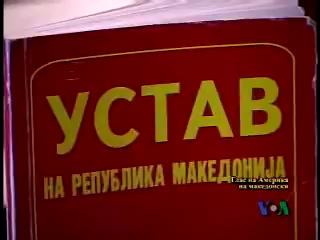 УСТАВ
НА РЕПУБЛИКА МАКЕДОНИЈА
Глас на Америка
на македонски
VOA